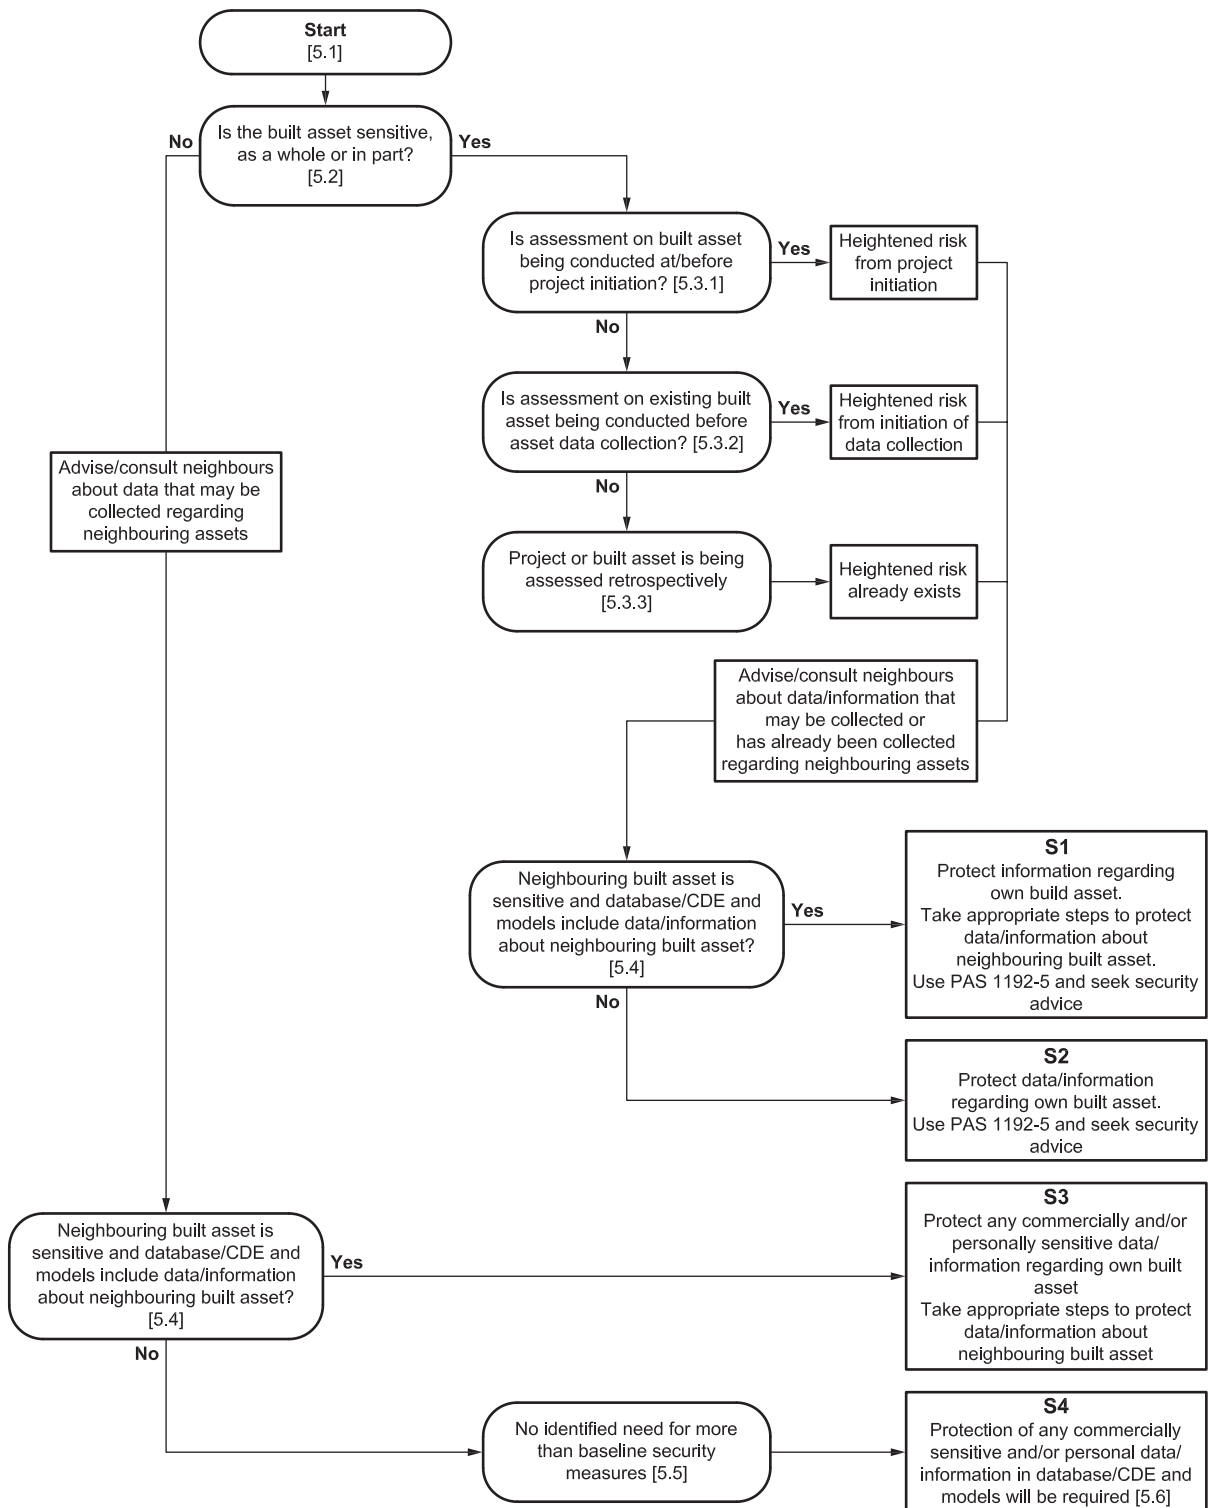 Start
[5.1]
No
Is the built asset sensitive,
as a whole or in part?
[5.2]
Yes
Is assessment on built asset
being conducted at/before
project initiation? [5.3.1]
Yes
Heightened risk
from project
initiation
No
Is assessment on existing built
asset being conducted before
asset data collection? [5.3.2]
Yes
Heightened risk
from initiation of
data collection
Advise/consult neighbours
about data that may be
collected regarding
neighbouring assets
No
Project or built asset is being
assessed retrospectively
[5.3.3]
Heightened risk
already exists
Advise/consult neighbours
about data/information that
may be collected or
has already been collected
regarding neighbouring assets
Neighbouring built asset is
sensitive and database/CDE and
models include data/information
about neighbouring built asset?
[5.4]
Yes
S1
Protect information regarding
own build asset.
Take appropriate steps to protect
data/information about
neighbouring built asset.
Use PAS 1192-5 and seek security
advice
No
S2
Protect data/information
regarding own built asset.
Use PAS 1192-5 and seek security
advice
Neighbouring built asset is
sensitive and database/CDE and
models include data/information
about neighbouring built asset?
[5.4]
Yes
S3
Protect any commercially and/or
personally sensitive data/
information regarding own built
asset
Take appropriate steps to protect
data/information about
neighbouring built asset
No
No identified need for more
than baseline security
measures [5.5]
S4
Protection of any commercially
sensitive and/or personal data/
information in database/CDE and
models will be required [5.6]